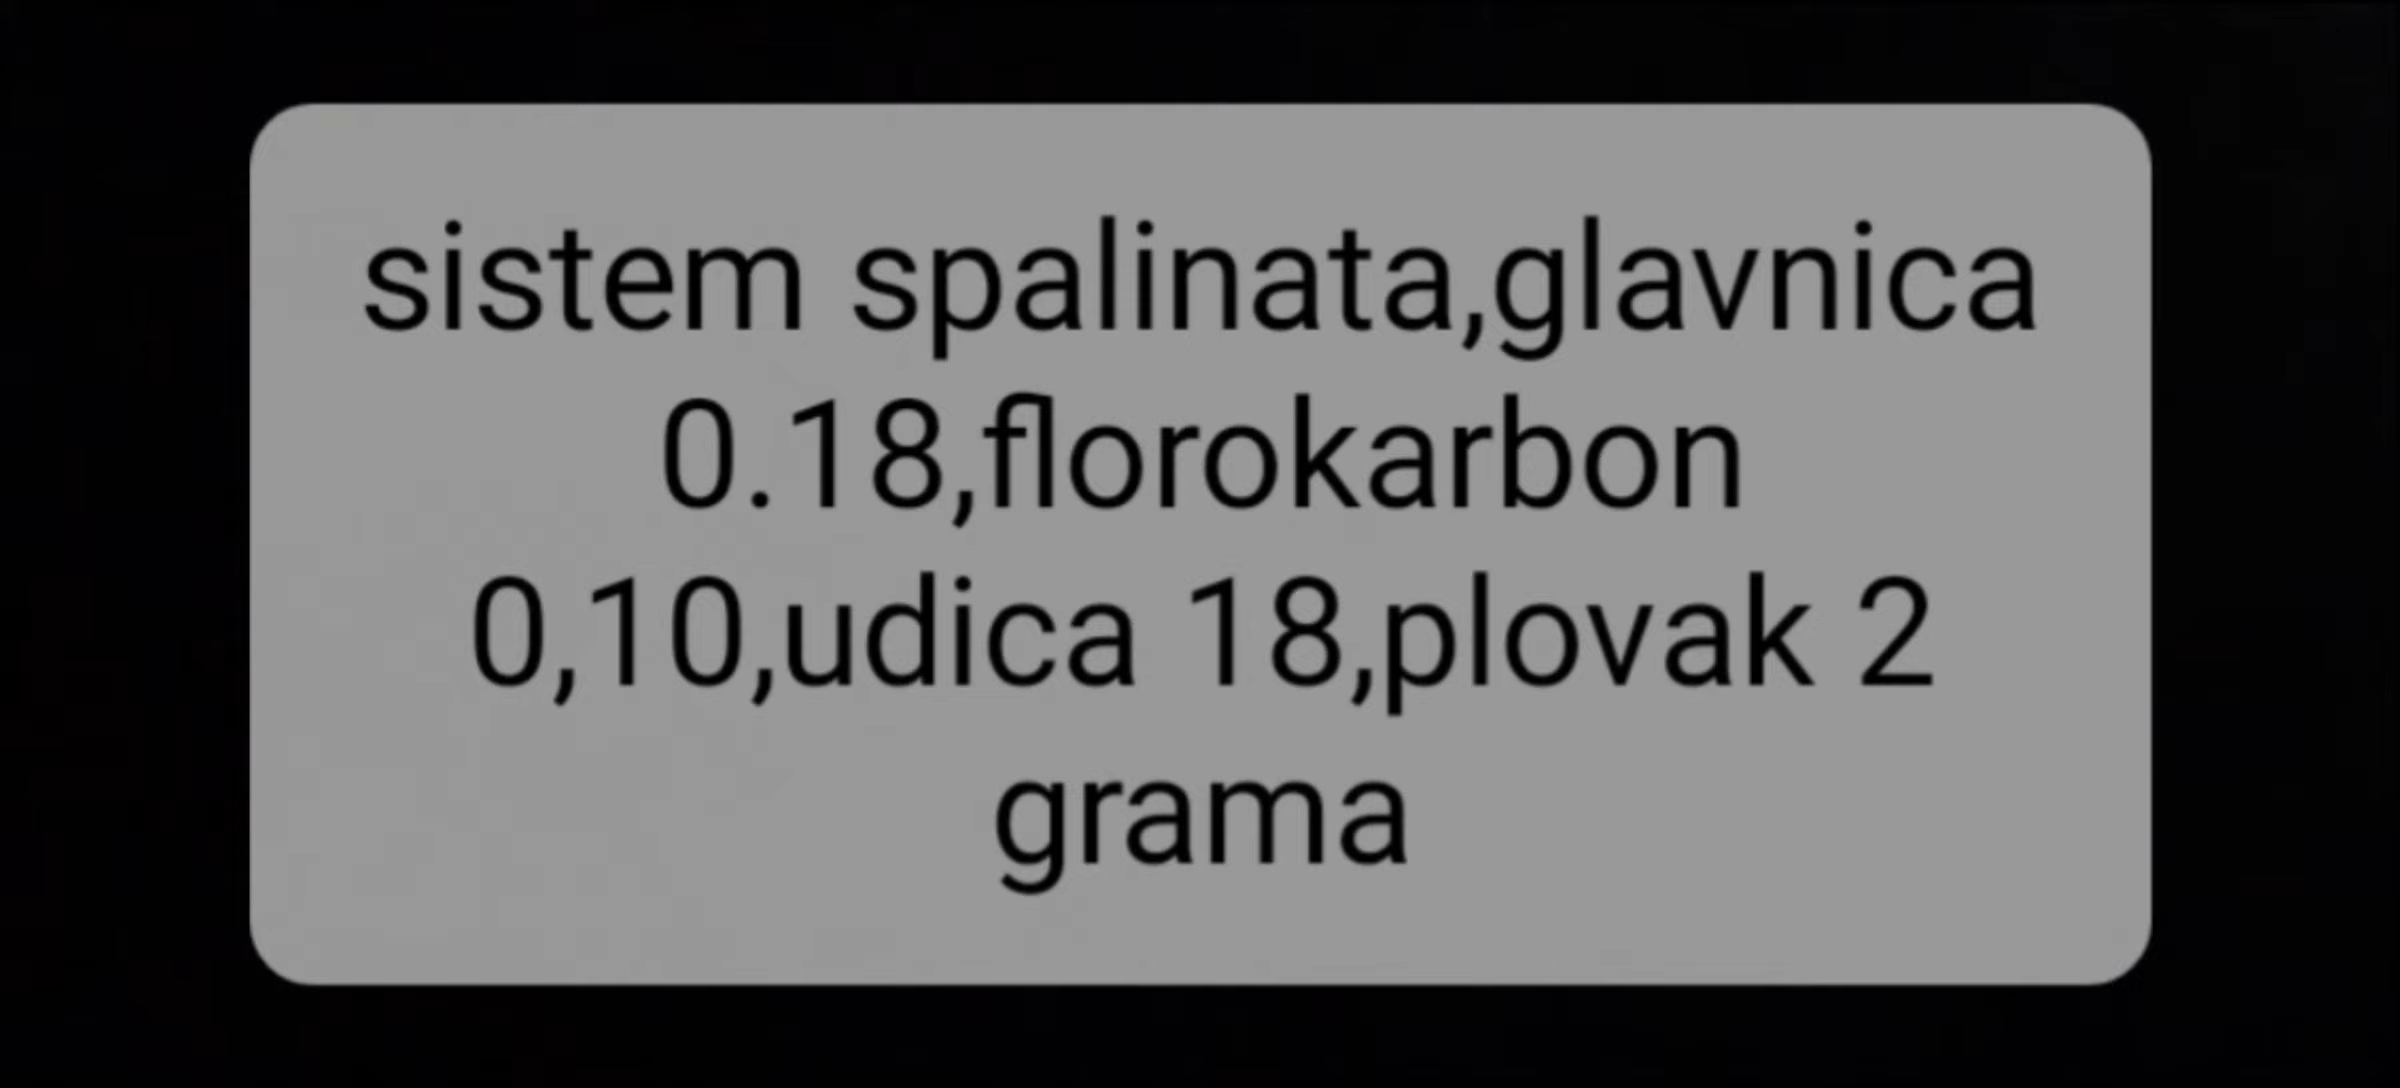 sistem spalinata,glavnica
0.18,florokarbon
0,10,udica 18,plovak 2
grama